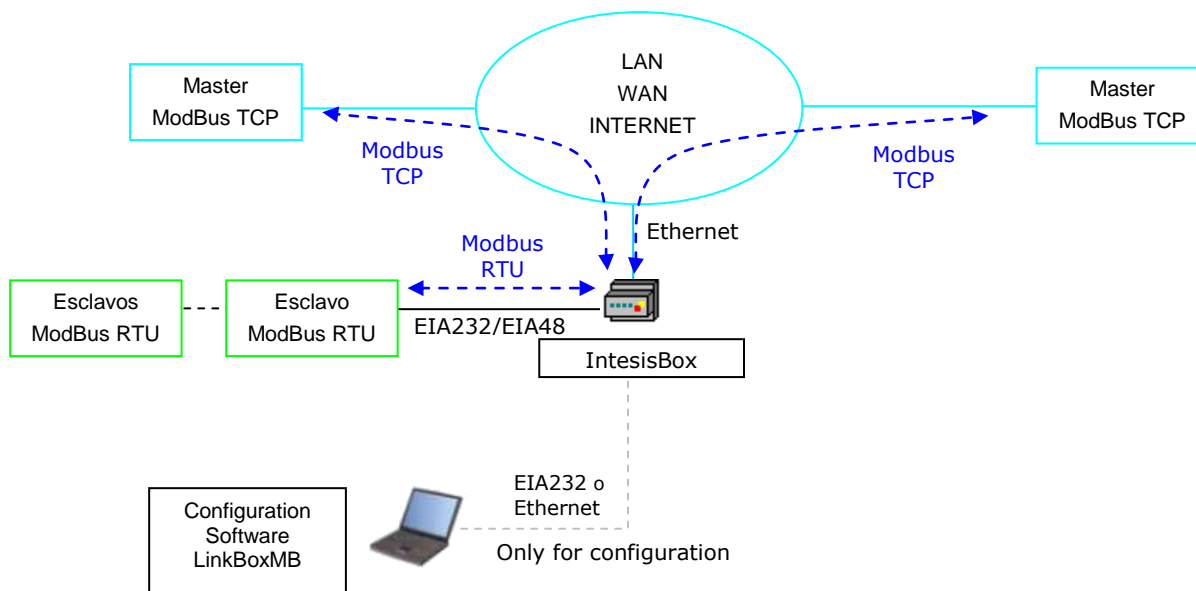 LAN
WAN
INTERNET
Master
ModBus TCP
Master
ModBus TCP
Modbus
TCP
Modbus
TCP
Ethernet
Modbus
RTU
Esclavos
ModBus RTU
Esclavo
ModBus RTU
EIA232/EIA48
IntesisBox
EIA232 o
Ethernet
Configuration
Software
LinkBoxMB
Only for configuration